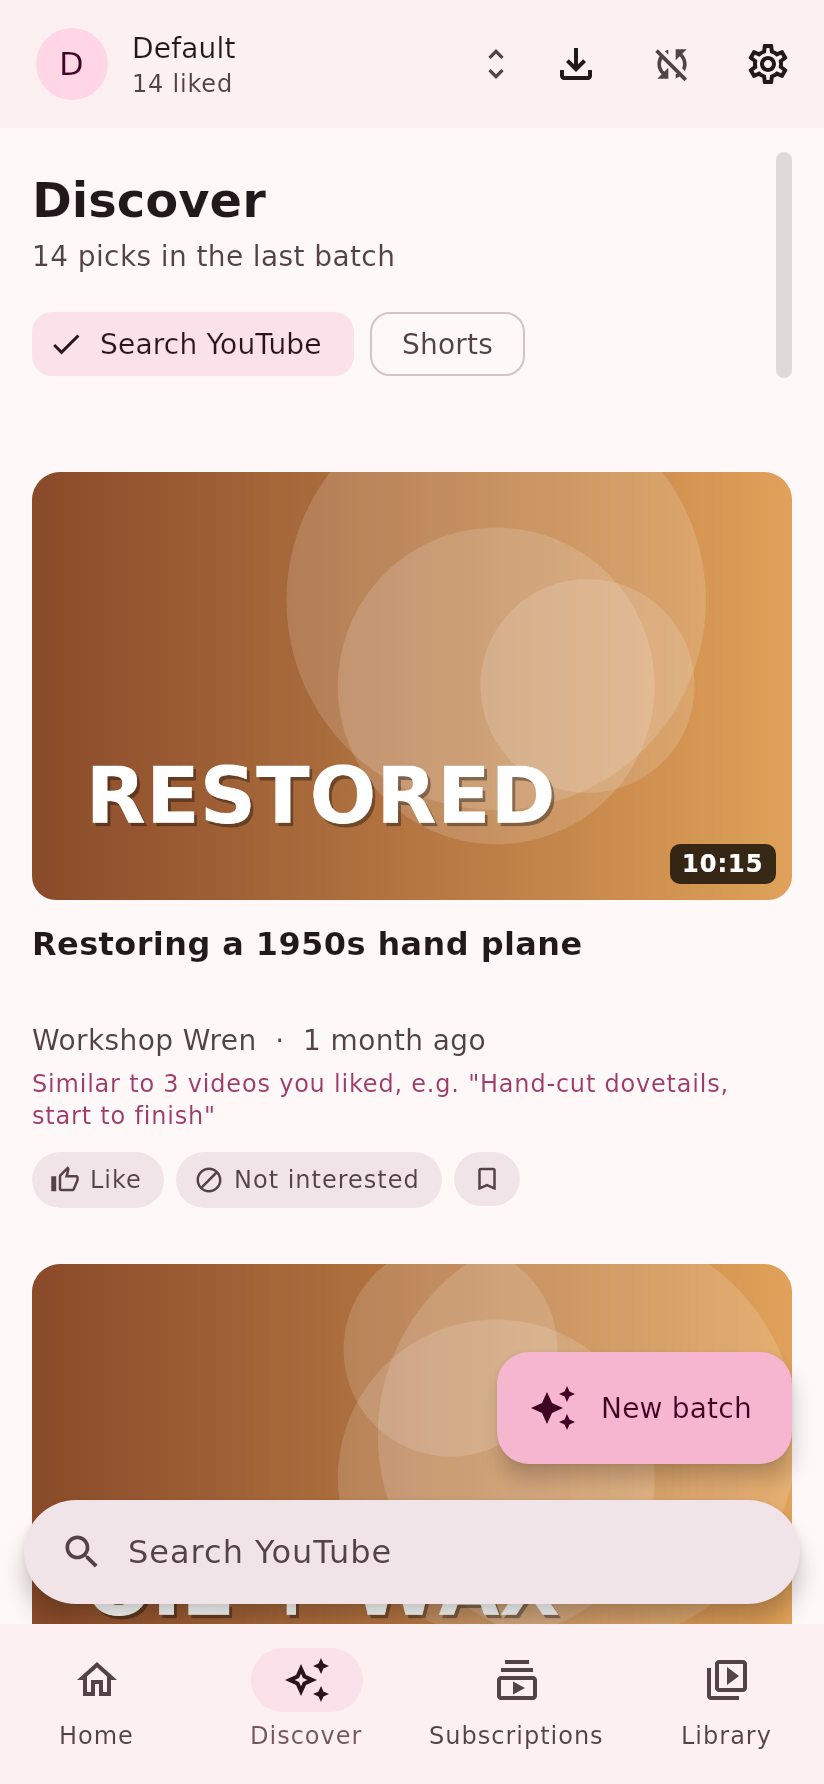 D
Default
14 liked
Discover
14 picks in the last batch
Search YouTube
Shorts
RESTORED
10:15
Restoring a 1950s hand plane
Workshop Wren · 1 month ago
Similar to 3 videos you liked, e.g. "Hand-cut dovetails,
start to finish"
Like
Not interested
New batch
Search YouTube
Home
Discover
Subscriptions
Library